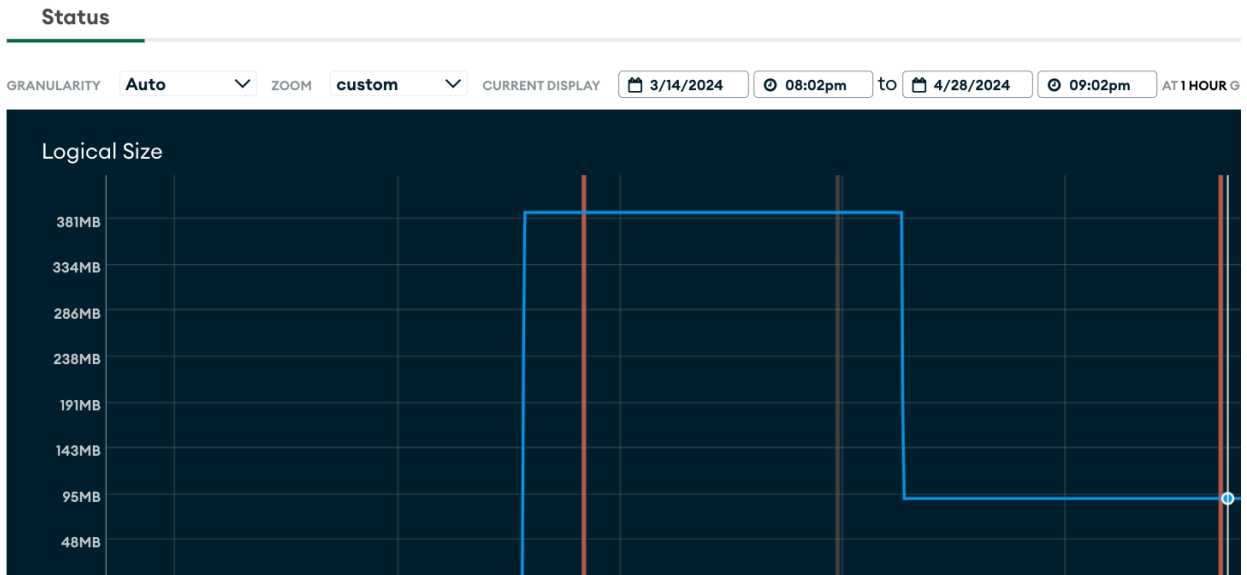 Status
GRANULARITY Auto ZOOM custom CURRENT DISPLAY 3/14/2024 08:02pm to 4/28/2024 09:02pm AT 1 HOUR G
Logical Size
381MB
334MB
286MB
238MB
191MB
143MB
95MB
48MB